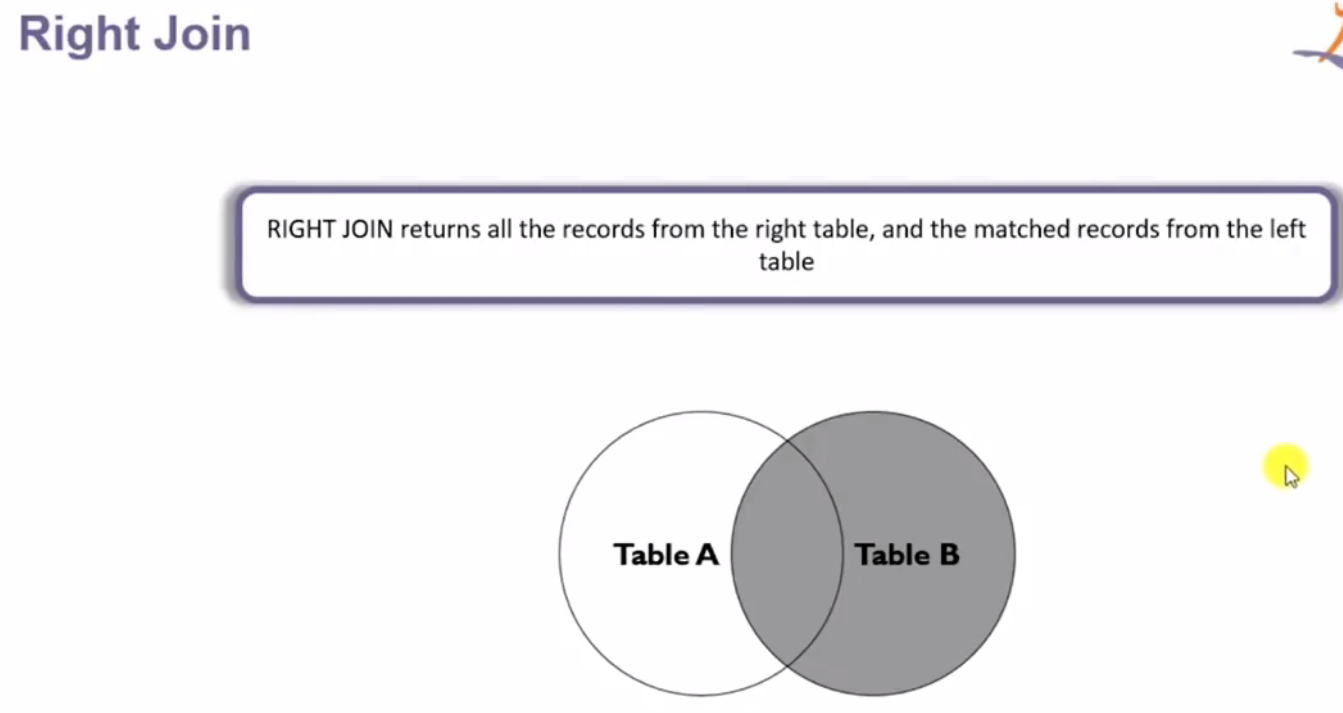 Right Join
RIGHT JOIN returns all the records from the right table, and the matched records from the left
table
Table A
Table B